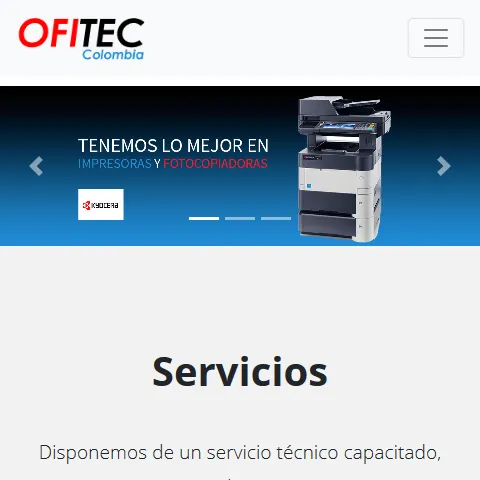 OFITEC
Colombia
TENEMOS LO MEJOR EN
IMPRESORAS Y FOTOCOPIADORAS
KYOCERA
Servicios
Disponemos de un servicio técnico capacitado,